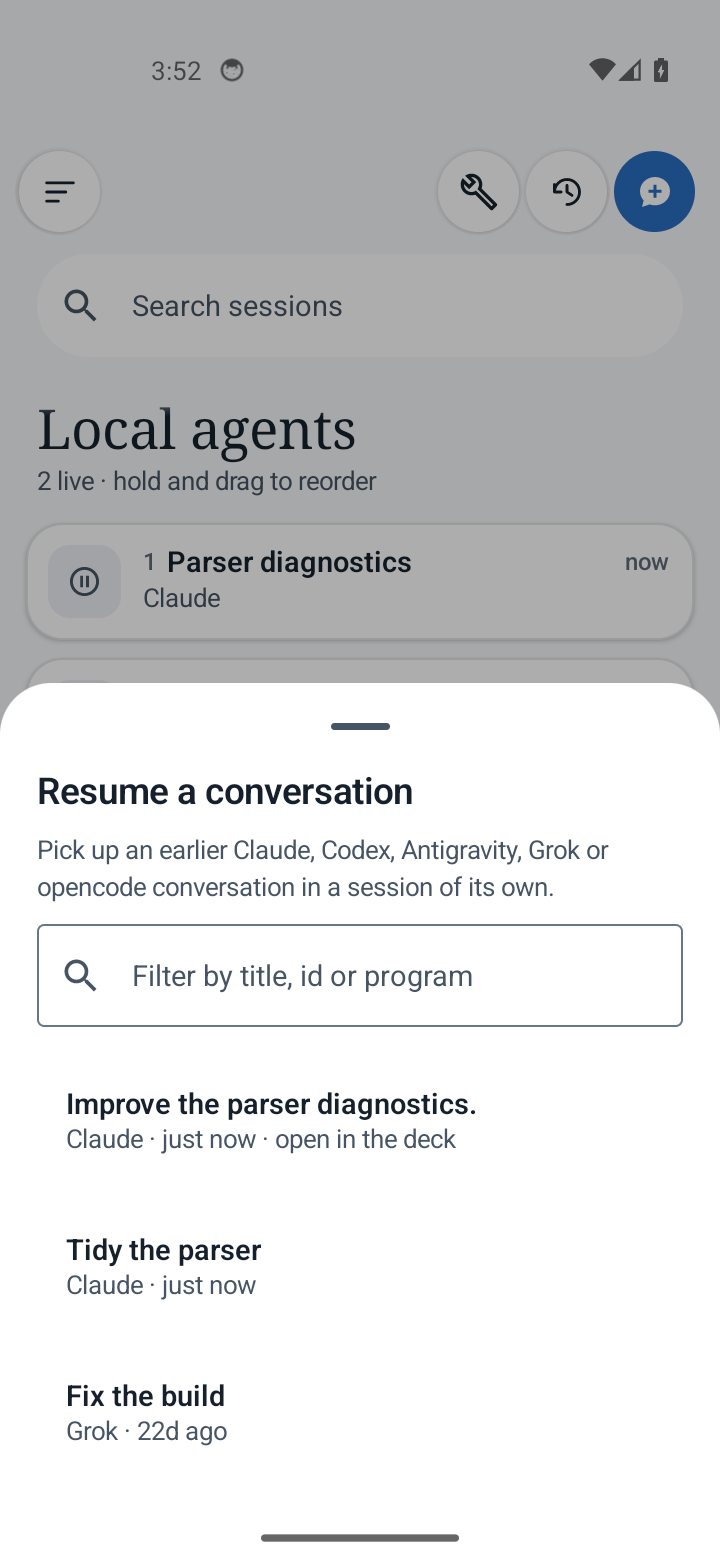 3:52
Search sessions
Local agents
2 live · hold and drag to reorder
1 Parser diagnostics
now
Claude
Resume a conversation
Pick up an earlier Claude, Codex, Antigravity, Grok or
opencode conversation in a session of its own.
Filter by title, id or program
Improve the parser diagnostics.
Claude · just now · open in the deck
Tidy the parser
Claude · just now
Fix the build
Grok · 22d ago